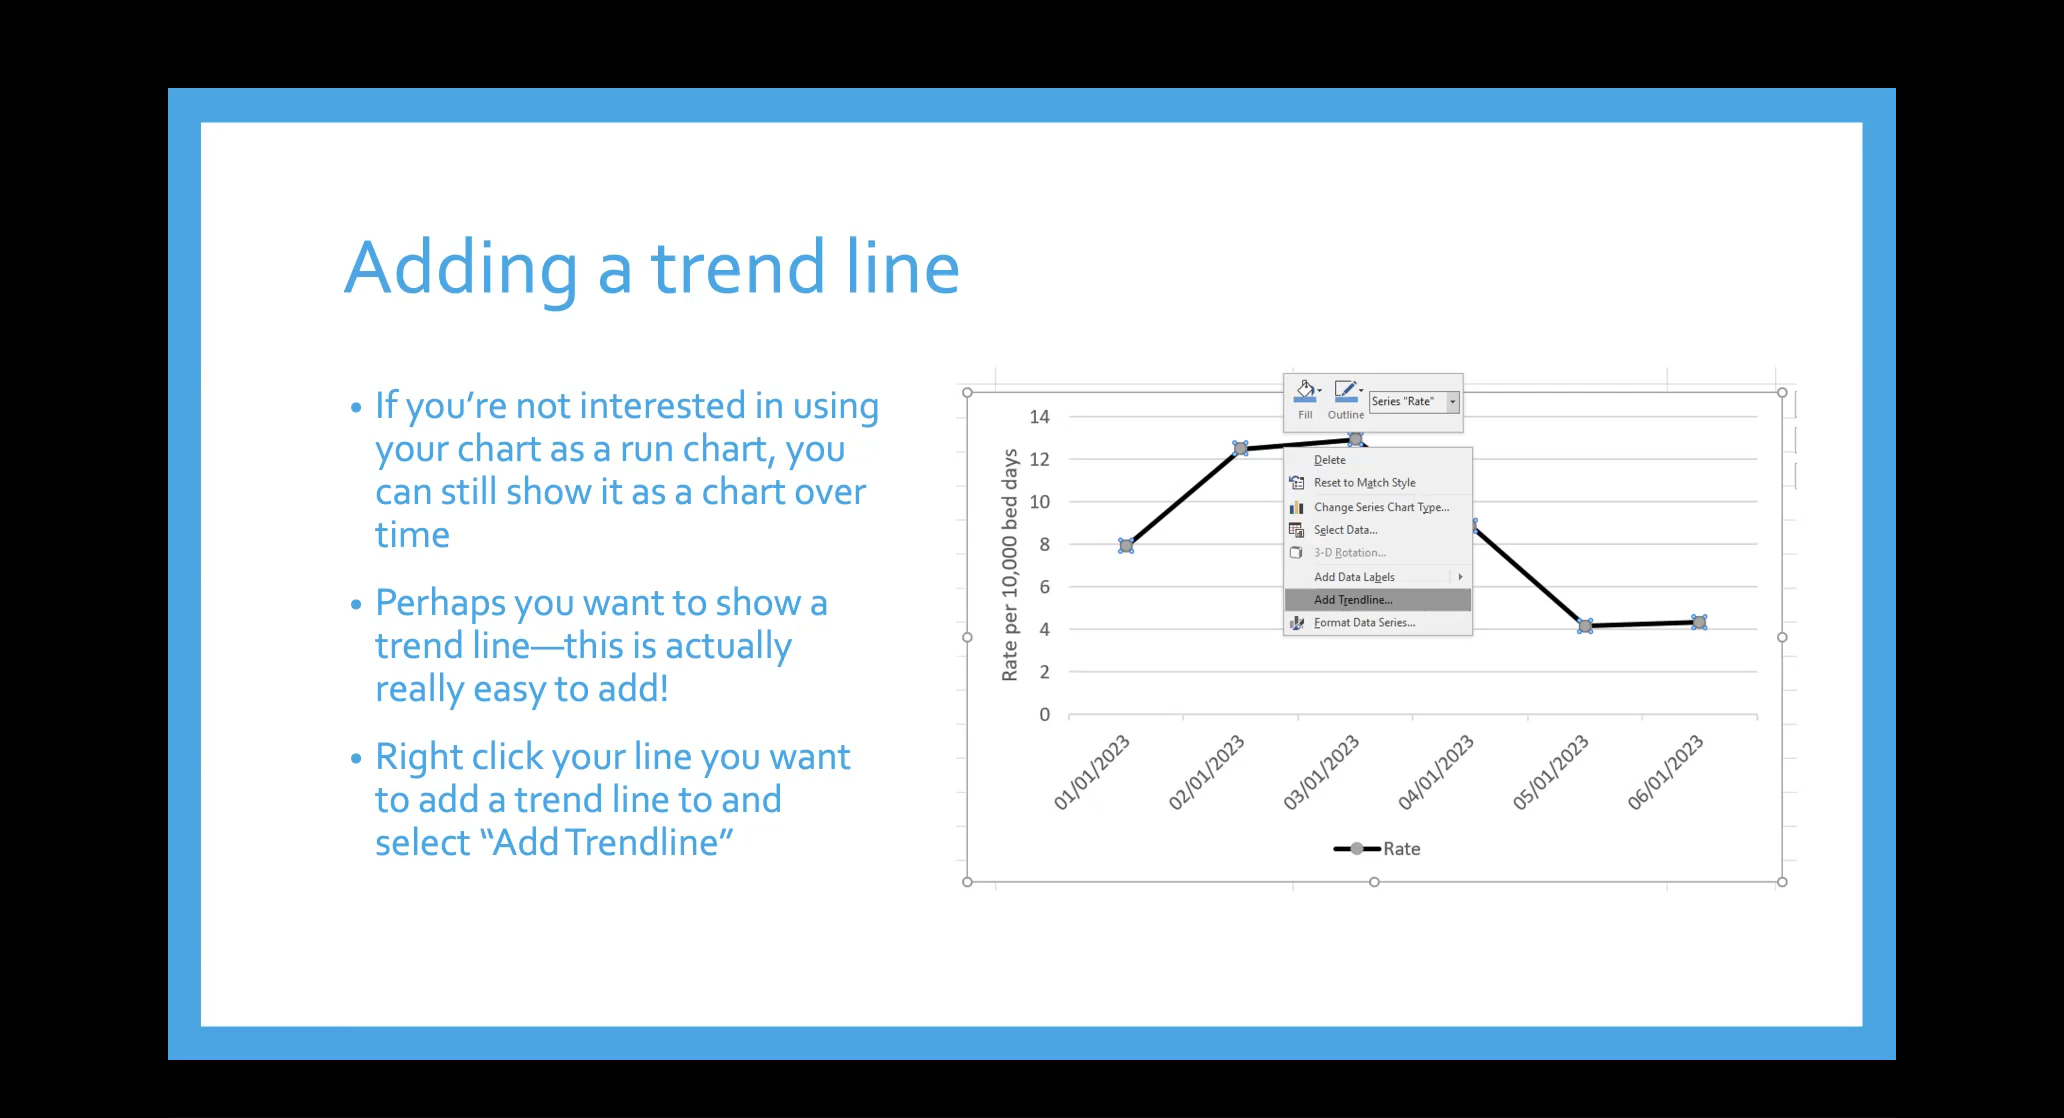 Adding a trend line
• If you’re not interested in using
your chart as a run chart, you
can still show it as a chart over
time
• Perhaps you want to show a
trend line—this is actually
really easy to add!
• Right click your line you want
to add a trend line to and
select “Add Trendline”
Fill
Outline
Series "Rate"
Delete
Reset to Match Style
Change Series Chart Type...
Select Data...
3-D Rotation...
Add Data Labels
Add Trendline...
Format Data Series...
Rate per 10,000 bed days
14
12
10
8
6
4
2
0
01/01/2023
02/01/2023
03/01/2023
04/01/2023
05/01/2023
06/01/2023
Rate